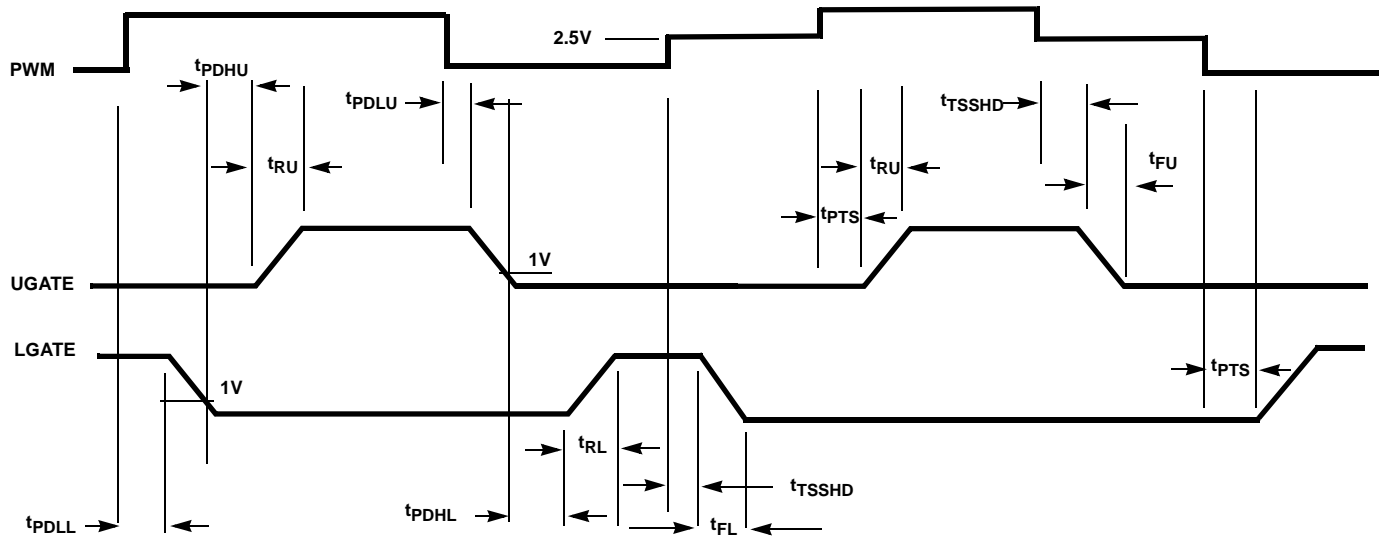 2.5V
PWM
tPDHU
tPDLU
tTSSHD
tRU
tRU
tFU
tPTS
1V
UGATE
LGATE
tPTS
1V
tRL
tTSSHD
tPDLL
tPDHL
tFL